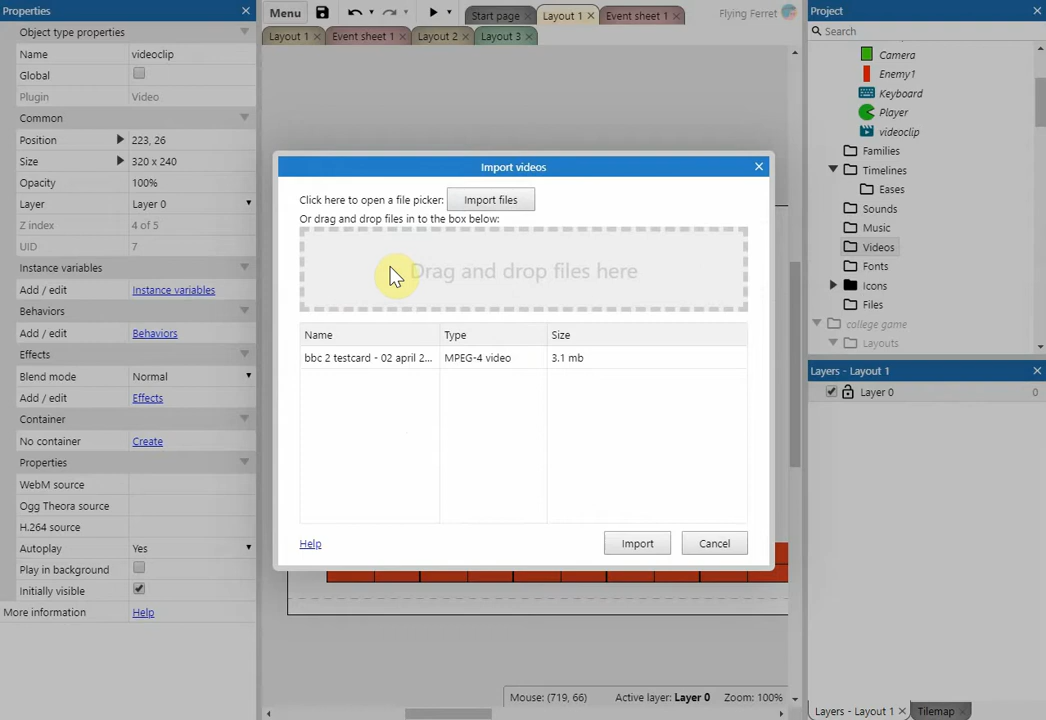 Properties
Object type properties
Name videoclip
Global
Plugin Video
Common
Position 223, 26
Size 320 x 240
Opacity 100%
Layer Layer 0
Z index 4 of 5
UID 7
Instance variables
Add / edit Instance variables
Behaviors
Add / edit Behaviors
Effects
Blend mode Normal
Add / edit Effects
Container
No container Create
Properties
WebM source
Ogg Theora source
H.264 source
Autoplay Yes
Play in background
Initially visible
More information Help
Menu Start page Layout 1 Event sheet 1 Flying Ferret
Layout 1 Event sheet 1 Layout 2 Layout 3
Import videos
Click here to open a file picker: Import files
Or drag and drop files in to the box below:
Drag and drop files here
Name Type Size
bbc 2 testcard - 02 april 2... MPEG-4 video 3.1 mb
Help Import Cancel
Mouse: (719, 66) Active layer: Layer 0 Zoom: 100%
Project
Search
Camera
Enemy1
Keyboard
Player
videoclip
Families
Timelines
Eases
Sounds
Music
Videos
Fonts
Icons
Files
college game
Layouts
Layers - Layout 1
Layer 0 0
Layers - Layout 1 Tilemap